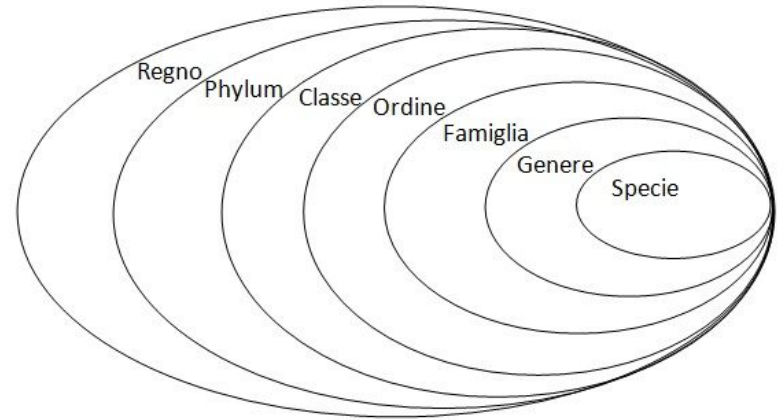 Regno
Phylum
Classe
Ordine
Famiglia
Genere
Specie